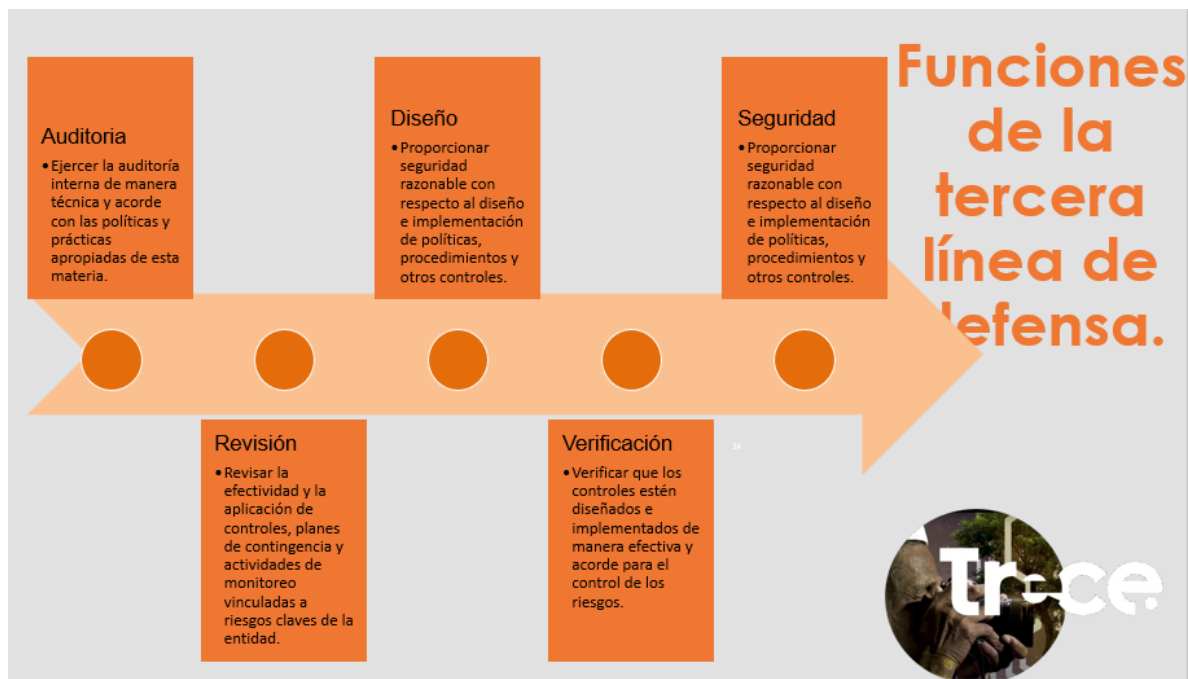 Funciones
de la
tercera
línea de
defensa.
Auditoria
•Ejercer la auditoría
interna de manera
técnica y acorde
con las políticas y
prácticas
apropiadas de esta
materia.
Revisión
•Revisar la
efectividad y la
aplicación de
controles, planes
de contingencia y
actividades de
monitoreo
vinculadas a
riesgos claves de la
entidad.
Diseño
•Proporcionar
seguridad
razonable con
respecto al diseño
e implementación
de políticas,
procedimientos y
otros controles.
Verificación
•Verificar que los
controles estén
diseñados e
implementados de
manera efectiva y
acorde para el
control de los
riesgos.
Seguridad
•Proporcionar
seguridad
razonable con
respecto al diseño
e implementación
de políticas,
procedimientos y
otros controles.
24
Trece